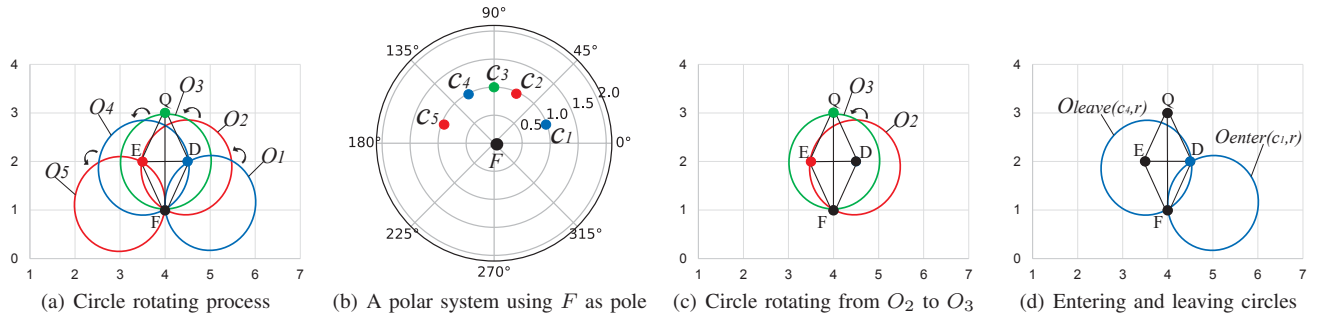 4
3
2
1
0
1 2 3 4 5 6 7
O4
O3
O2
O5
O1
Q
E
D
F
(a) Circle rotating process
90°
135°
45°
180°
0°
225°
315°
270°
0.5
1.0
1.5
2.0
C5
C4
C3
C2
C1
F
(b) A polar system using F as pole
4
3
2
1
0
1 2 3 4 5 6 7
Q
O3
O2
E
D
F
(c) Circle rotating from O2 to O3
4
3
2
1
0
1 2 3 4 5 6 7
Oleave(c4,r)
Q
Oenter(c1,r)
E
D
F
(d) Entering and leaving circles